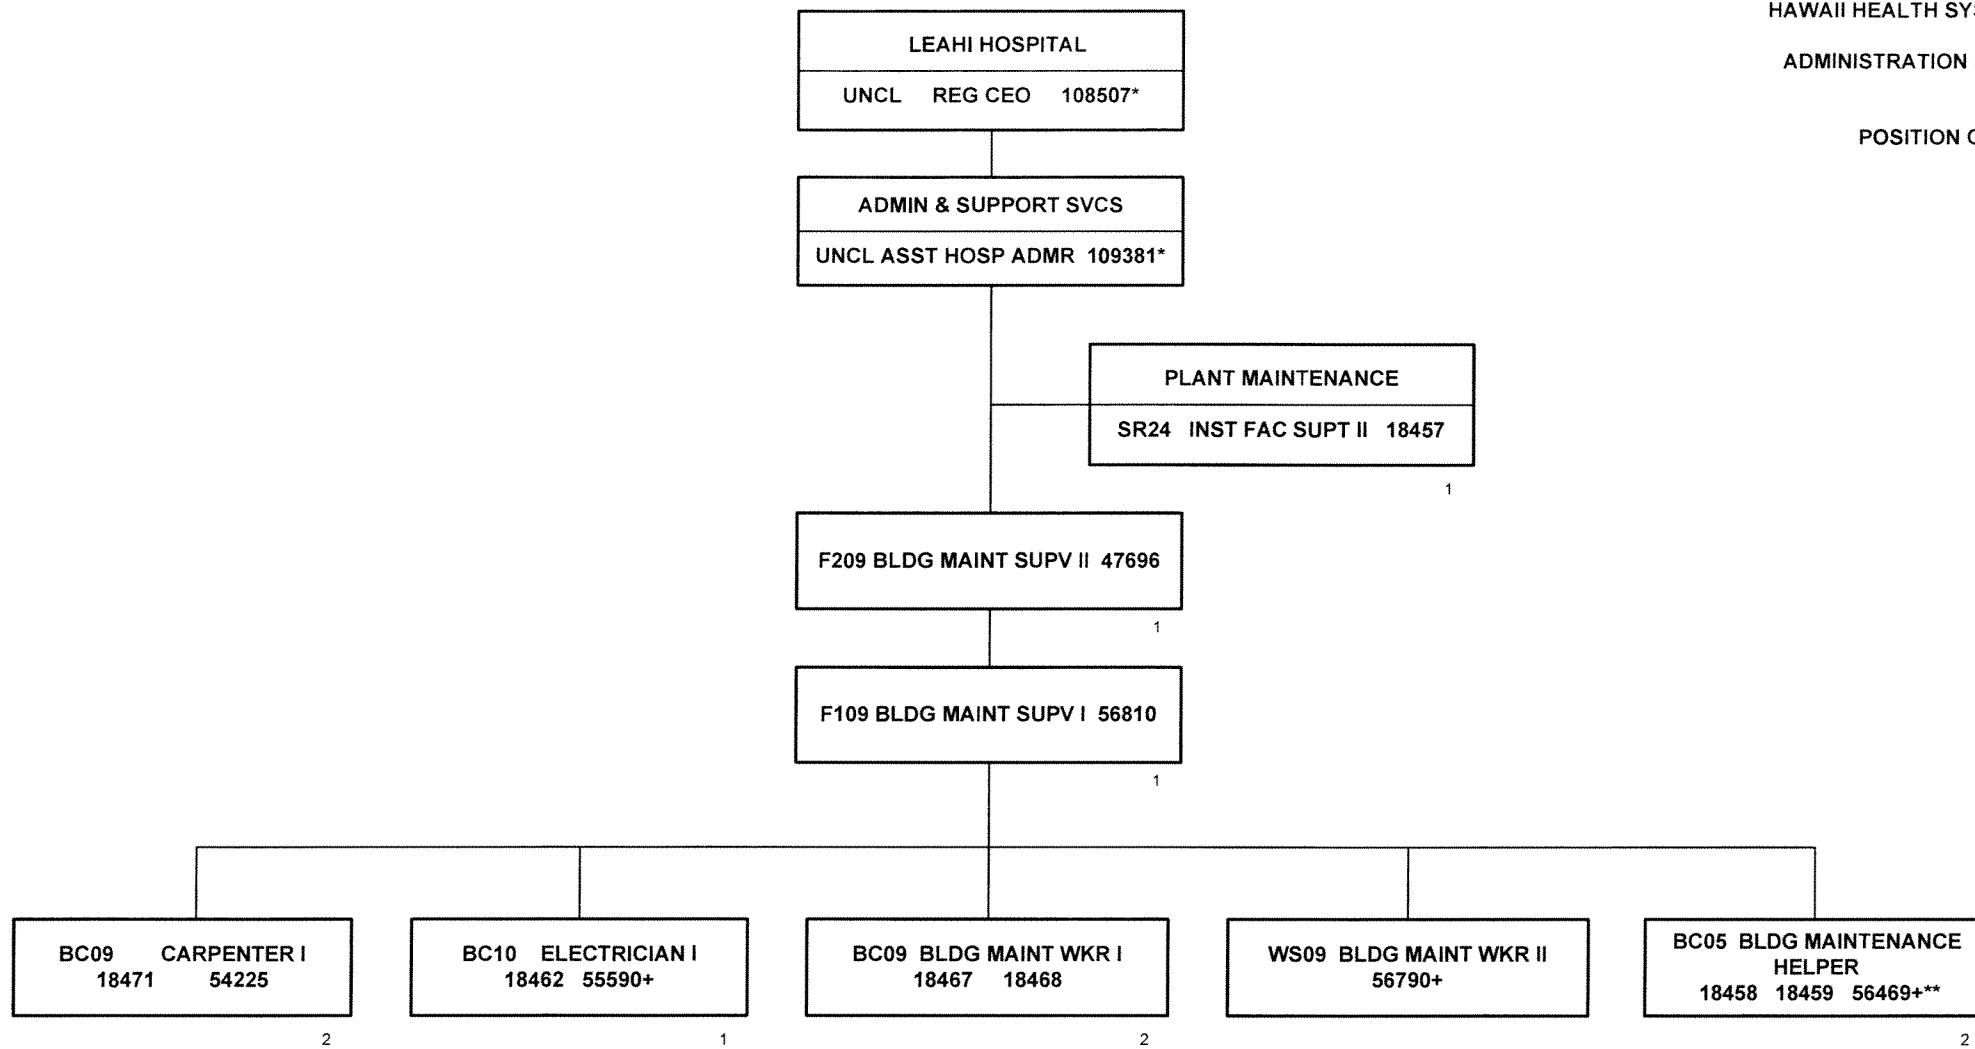 HAWAII HEALTH SY
ADMINISTRATION
POSITION
LEAHI HOSPITAL
UNCL REG CEO 108507*
ADMIN & SUPPORT SVCS
UNCL ASST HOSP ADMR 109381*
PLANT MAINTENANCE
SR24 INST FAC SUPT II 18457
1
F209 BLDG MAINT SUPV II 47696
1
F109 BLDG MAINT SUPV I 56810
1
BC09 CARPENTER I
18471 54225
2
BC10 ELECTRICIAN I
18462 55590+
1
BC09 BLDG MAINT WKR I
18467 18468
2
WS09 BLDG MAINT WKR II
56790+
BC05 BLDG MAINTENANCE
HELPER
18458 18459 56469+**
2